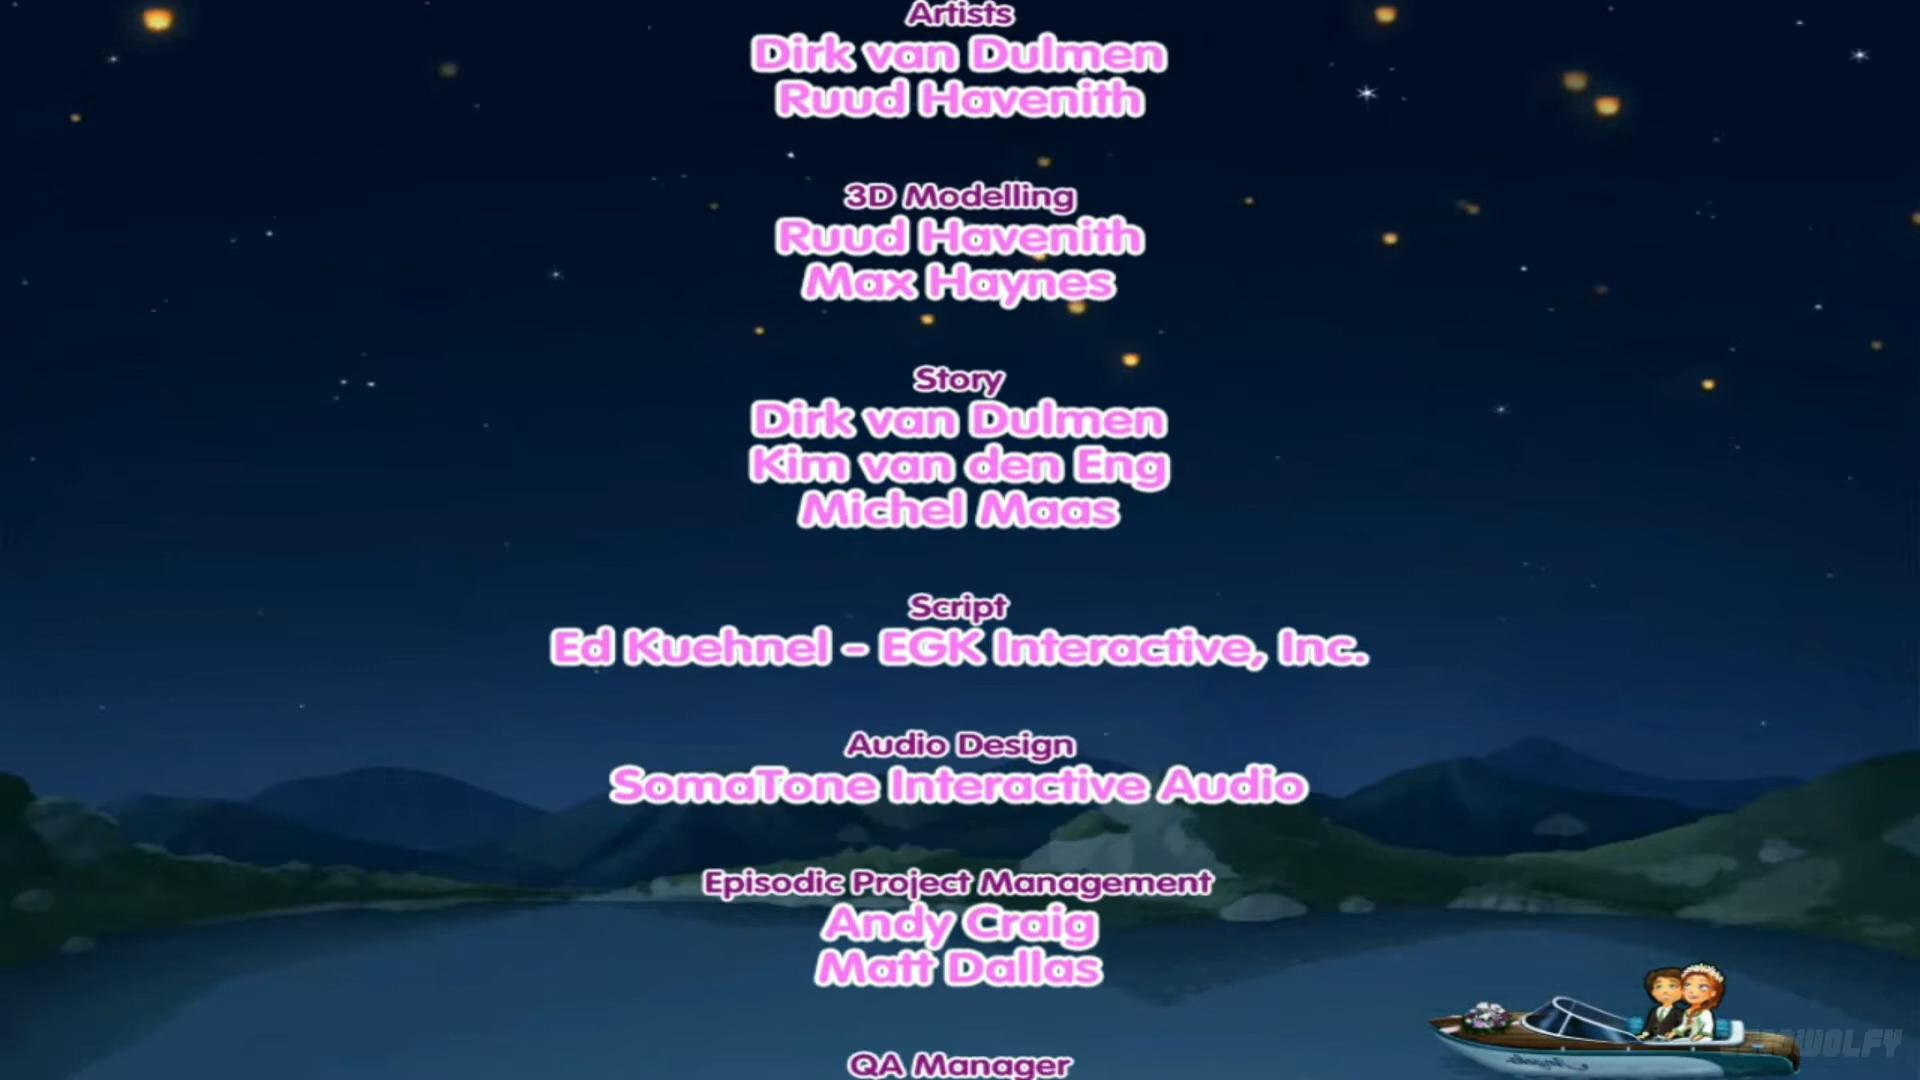 Artists
Dirk van Dulmen
Ruud Havenith
3D Modelling
Ruud Havenith
Max Haynes
Story
Dirk van Dulmen
Kim van den Eng
Michel Maas
Script
Ed Kuehnel - EGK Interactive, Inc.
Audio Design
SomaTone Interactive Audio
Episodic Project Management
Andy Craig
Matt Dallas
QA Manager